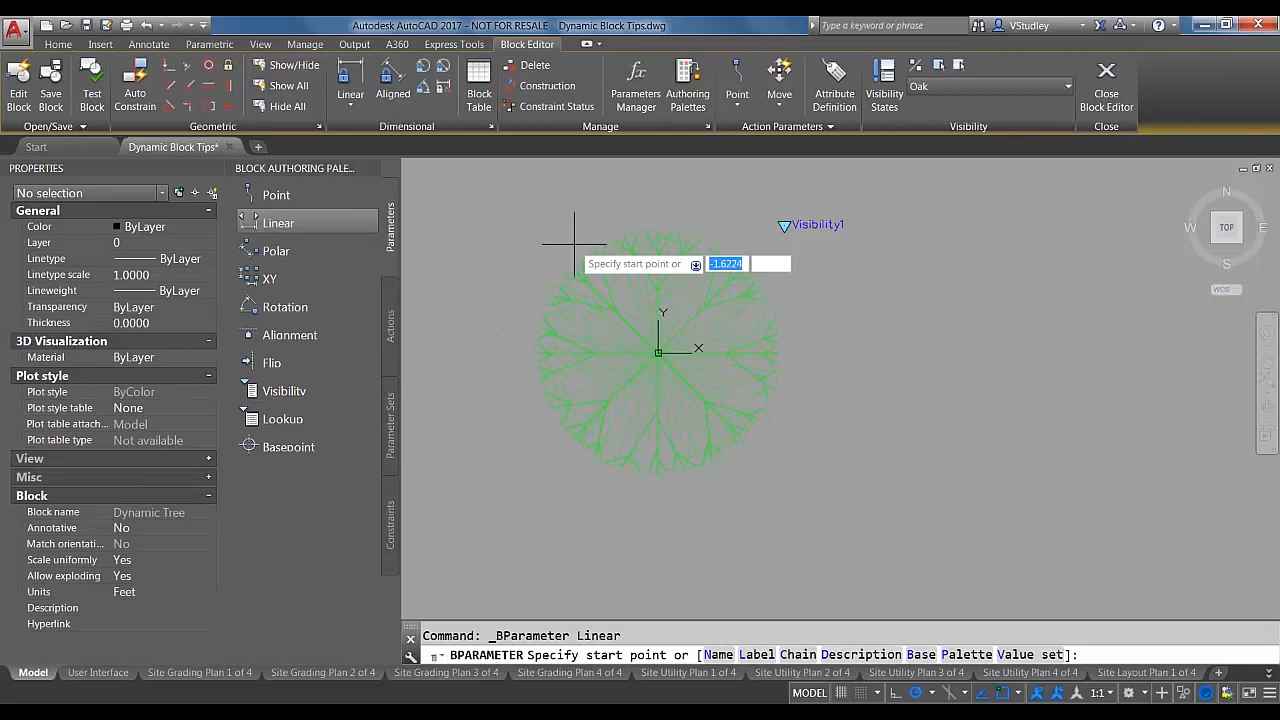 Autodesk AutoCAD 2017 - NOT FOR RESALE Dynamic Block Tips.dwg
Type a keyword or phrase
VStudley
Home Insert Annotate Parametric View Manage Output A360 Express Tools Block Editor
Edit Block
Save Block
Test Block
Open/Save
Auto Constrain
Show/Hide
Show All
Hide All
Geometric
Linear
Aligned
Dimensional
Block Table
Delete
Construction
Constraint Status
Manage
Parameters Manager
Authoring Palettes
Point
Move
Action Parameters
Attribute Definition
Visibility States
Oak
Visibility
Close Block Editor
Close
Start
Dynamic Block Tips*
PROPERTIES
No selection
General
Color ByLayer
Layer 0
Linetype ByLayer
Linetype scale 1.0000
Lineweight ByLayer
Transparency ByLayer
Thickness 0.0000
3D Visualization
Material ByLayer
Plot style
Plot style ByColor
Plot style table None
Plot table attach... Model
Plot table type Not available
View
Misc
Block
Block name Dynamic Tree
Annotative No
Match orientati... No
Scale uniformly Yes
Allow exploding Yes
Units Feet
Description
Hyperlink
BLOCK AUTHORING PALE...
Point
Linear
Polar
XY
Rotation
Alignment
Flip
Visibility
Lookup
Basepoint
Parameters
Actions
Parameter Sets
Constraints
Visibility1
Specify start point or -1.6224
Y
X
N
W TOP E
S
WCS
Command: _BParameter Linear
BPARAMETER Specify start point or [Name Label Chain Description Base Palette Value set]:
Model User Interface Site Grading Plan 1 of 4 Site Grading Plan 2 of 4 Site Grading Plan 3 of 4 Site Grading Plan 4 of 4 Site Utility Plan 1 of 4 Site Utility Plan 2 of 4 Site Utility Plan 3 of 4 Site Utility Plan 4 of 4 Site Layout Plan 1 of 4
MODEL 1:1